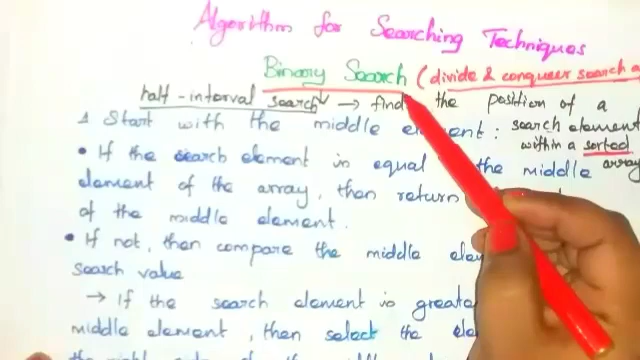 Algorithm for Searching Techniques
Binary Search (divide & conquer search a
half-interval search → find the position of a
1 Start with the middle element: search element
within a sorted
• If the search element is equal the middle array
element of the array, then return
of the middle element.
• If not, then compare the middle ele
search value
→ If the search element is greate
middle element, then select the ele